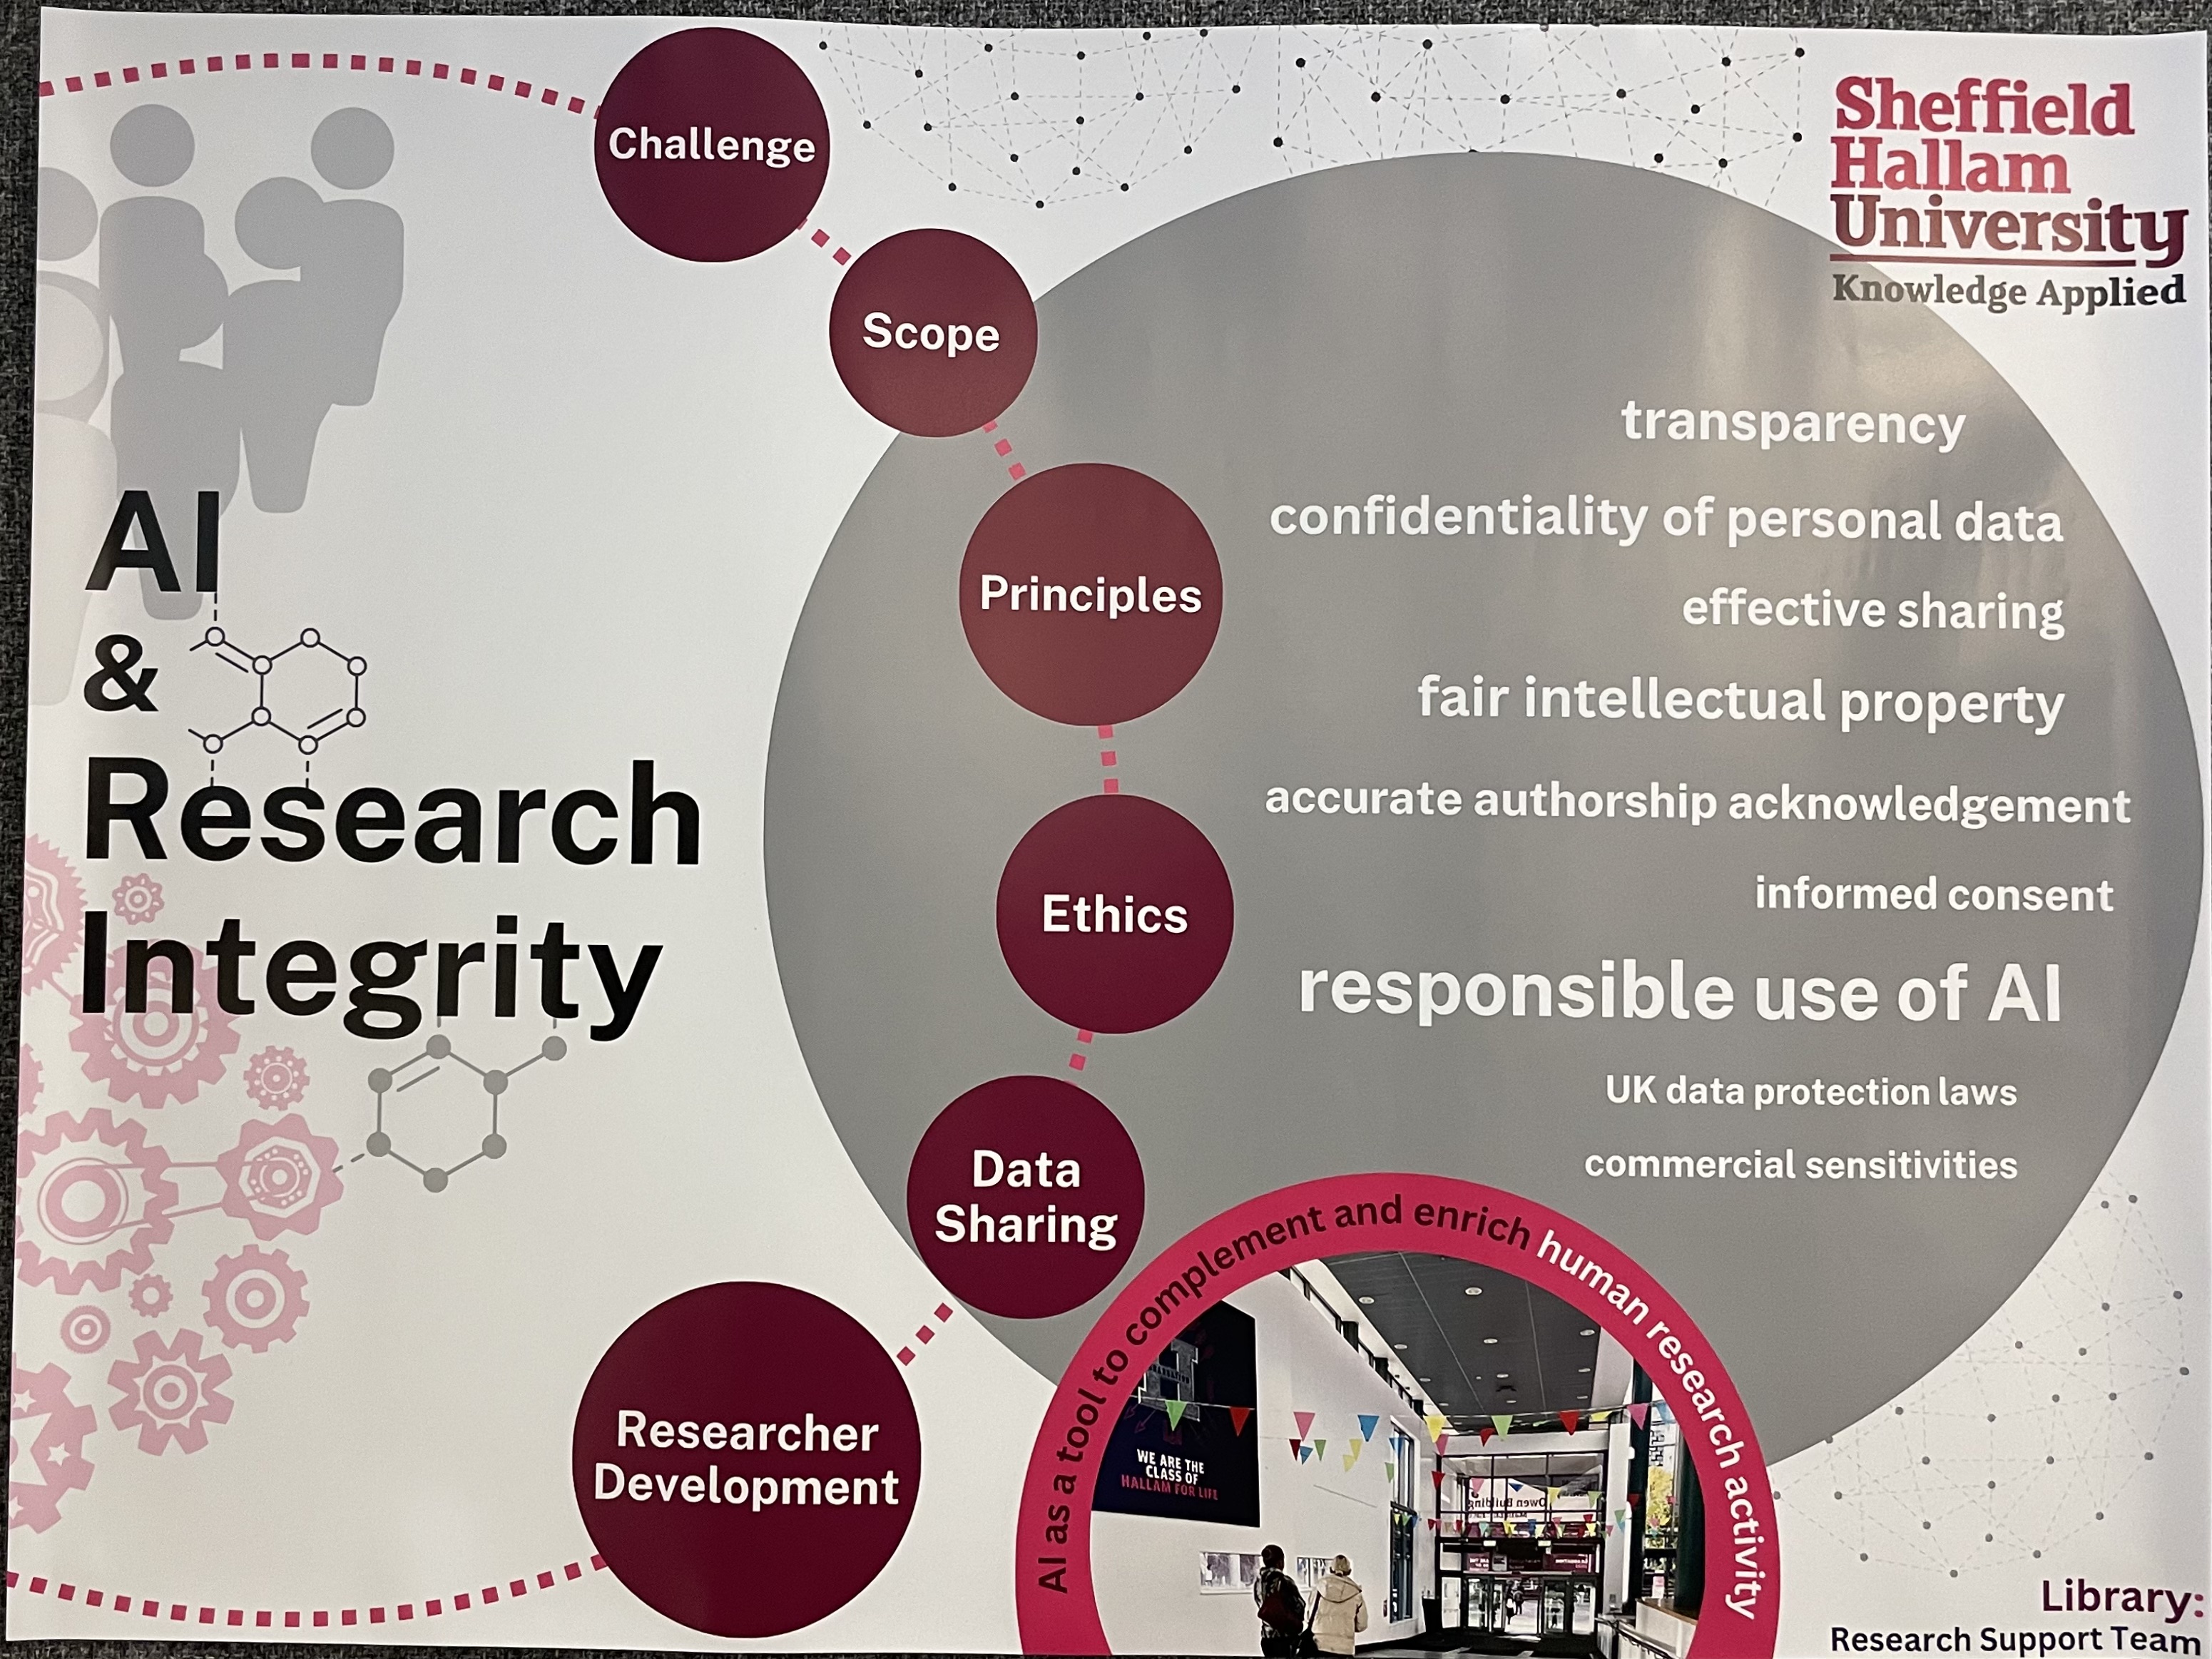 Challenge
Scope
Principles
Ethics
Data
Sharing
Researcher
Development
AI
&
Research
Integrity
Sheffield
Hallam
University
Knowledge Applied
transparency
confidentiality of personal data
effective sharing
fair intellectual property
accurate authorship acknowledgement
informed consent
responsible use of AI
UK data protection laws
commercial sensitivities
AI as a tool to complement and enrich human research activity
WE ARE THE
CLASS OF
HALLAM FOR LIFE
Owen Building
Library:
Research Support Team